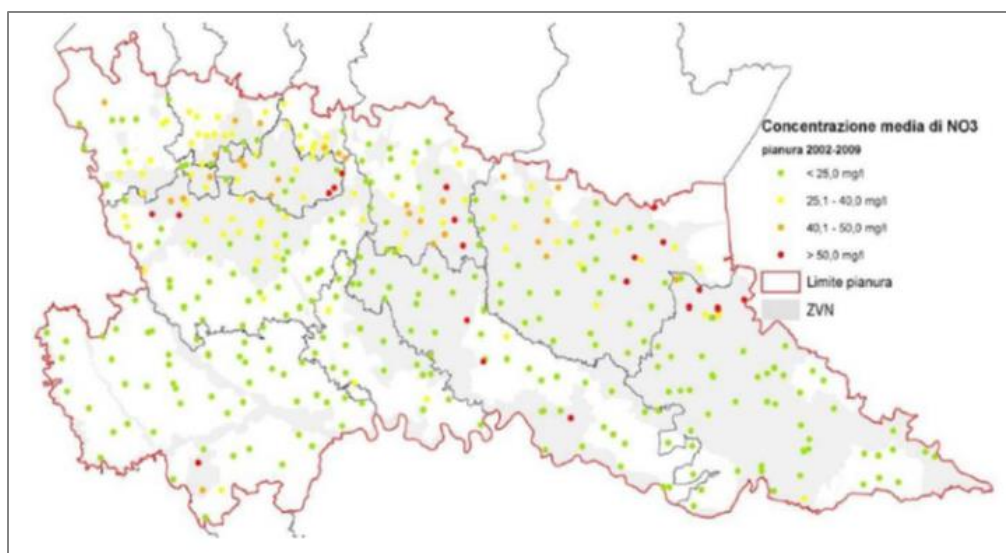 Concentrazione media di NO3
pianura 2002-2009
< 25,0 mg/l
25,1 - 40,0 mg/l
40,1 - 50,0 mg/l
> 50,0 mg/l
Limite pianura
ZVN